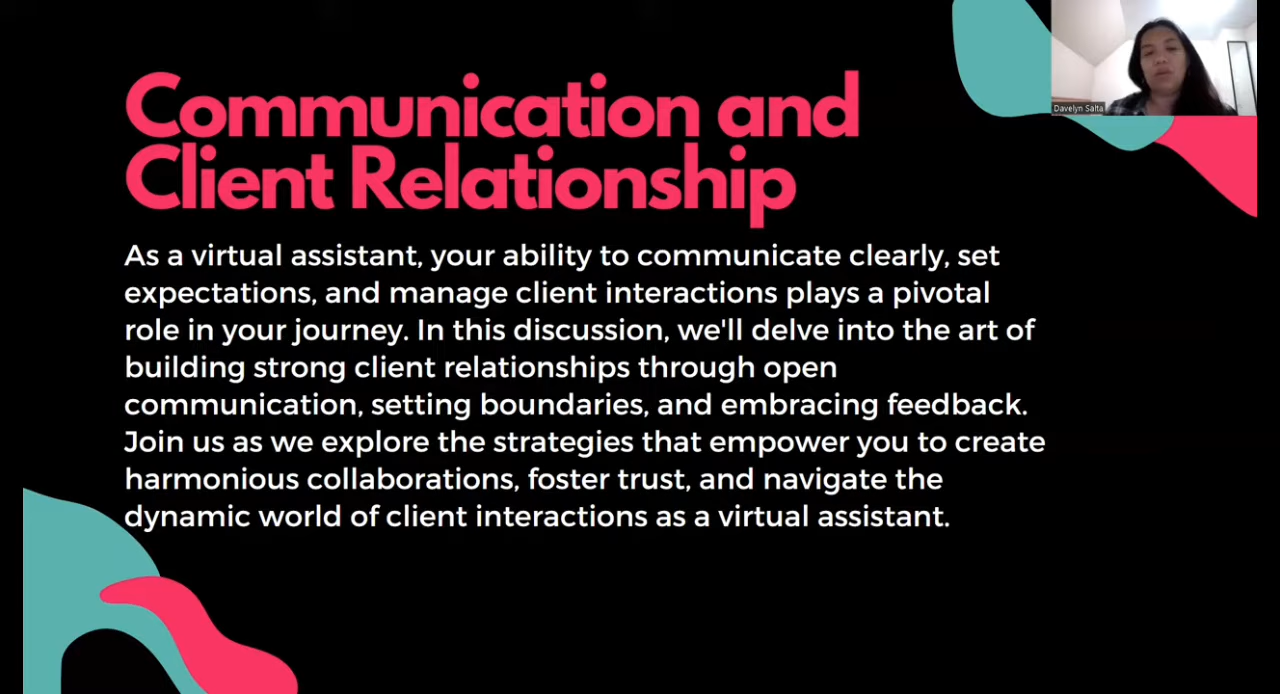 Communication and
Client Relationship
As a virtual assistant, your ability to communicate clearly, set
expectations, and manage client interactions plays a pivotal
role in your journey. In this discussion, we'll delve into the art of
building strong client relationships through open
communication, setting boundaries, and embracing feedback.
Join us as we explore the strategies that empower you to create
harmonious collaborations, foster trust, and navigate the
dynamic world of client interactions as a virtual assistant.
Davelyn Salta